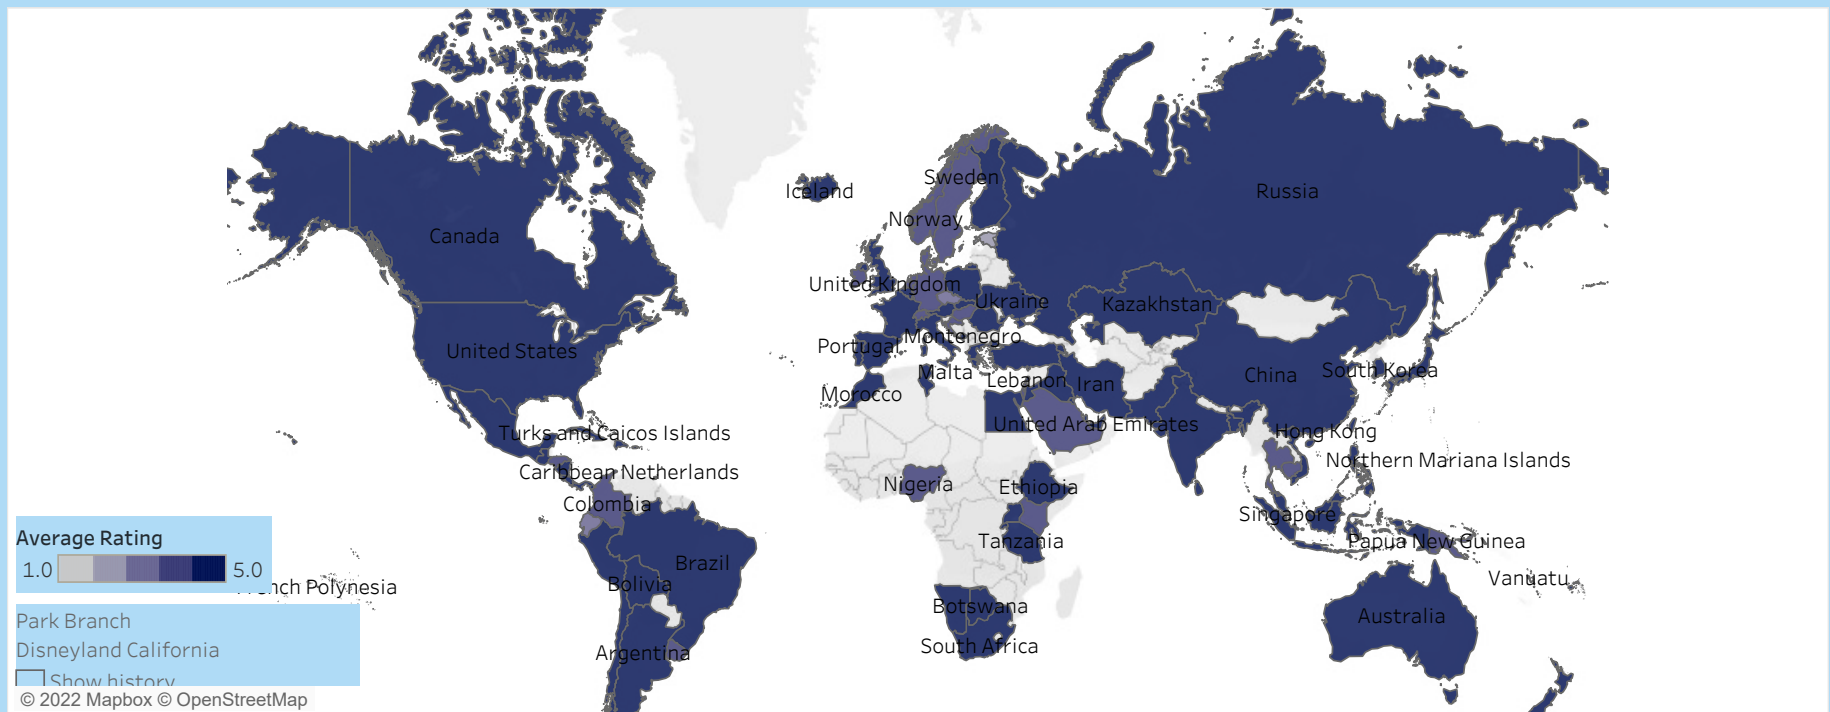 Sweden
Iceland
Russia
Norway
Canada
United Kingdom
Ukraine
Kazakhstan
Montenegro
United States
Portugal
Malta
Lebanon
Iran
China
South Korea
Morocco
United Arab Emirates
Turks and Caicos Islands
Hong Kong
Caribbean Netherlands
Northern Mariana Islands
Nigeria
Ethiopia
Colombia
Singapore
Tanzania
Papua New Guinea
Brazil
Bolivia
Vanuatu
Polynesia
Botswana
Australia
South Africa
Argentina
Average Rating
1.0 5.0
Park Branch
Disneyland California
Show history
© 2022 Mapbox © OpenStreetMap